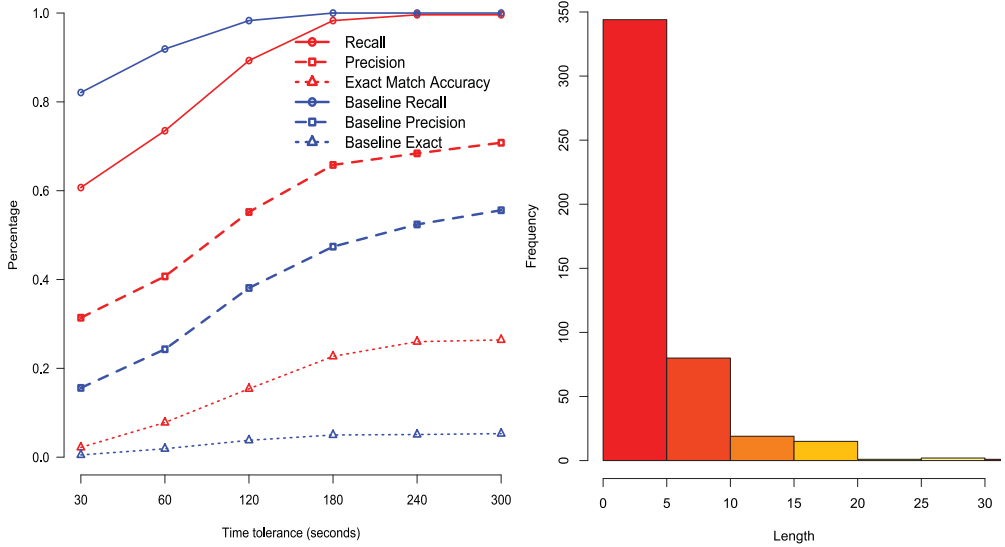 1.0
0.8
0.6
0.4
0.2
0.0
Percentage
30 60 120 180 240 300
Time tolerance (seconds)
Recall
Precision
Exact Match Accuracy
Baseline Recall
Baseline Precision
Baseline Exact
350
300
250
200
150
100
50
0
Frequency
0 5 10 15 20 25 30
Length